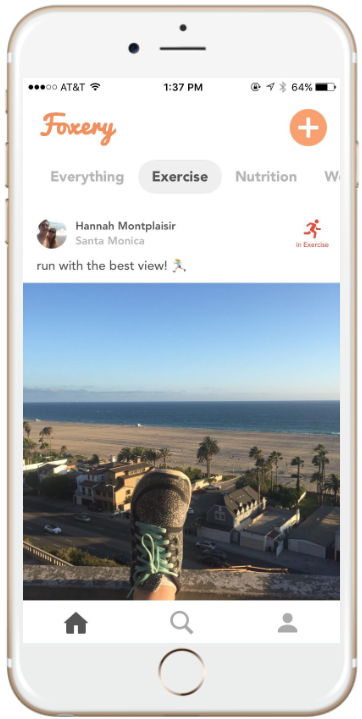 AT&T 1:37 PM 64%
Foxery
Everything Exercise Nutrition We
Hannah Montplaisir
Santa Monica
in Exercise
run with the best view!